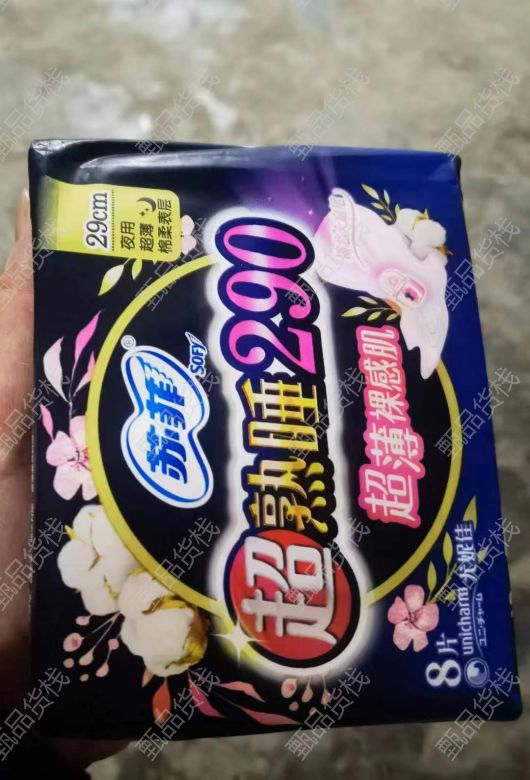 29cm
夜用
超薄
棉柔表层
苏菲®
SOFY
超熟睡290
超薄裸感肌
8片
unicharm 尤妮佳
ユニ・チャーム
甄品货栈